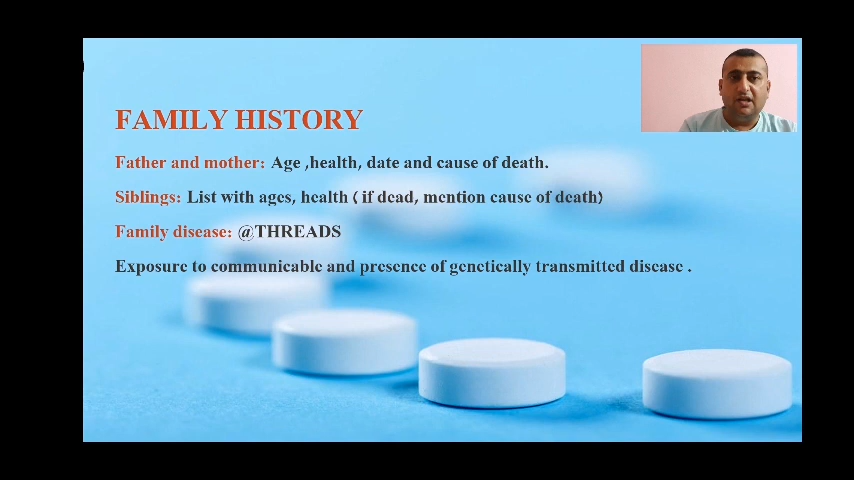 FAMILY HISTORY
Father and mother: Age ,health, date and cause of death.
Siblings: List with ages, health ( if dead, mention cause of death)
Family disease: @THREADS
Exposure to communicable and presence of genetically transmitted disease .